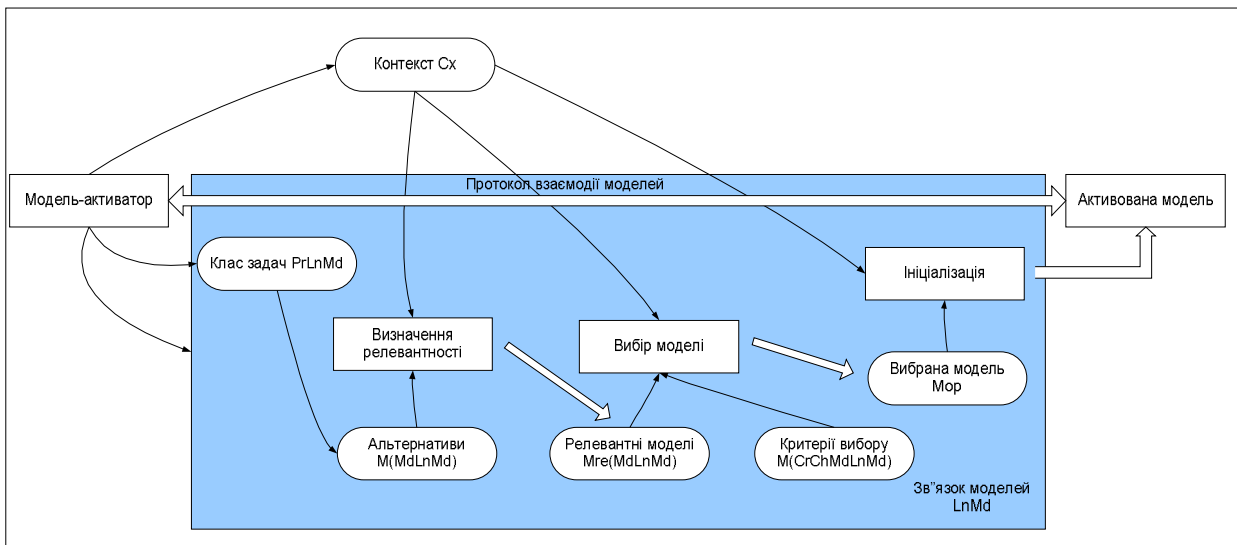 Контекст Cx
Протокол взаємодії моделей
Модель-активатор
Активована модель
Клас задач PrLnMd
Ініціалізація
Визначення
релевантності
Вибір моделі
Вибрана модель
Mop
Альтернативи
M(MdLnMd)
Релевантні моделі
Mre(MdLnMd)
Критерії вибору
M(CrChMdLnMd)
Зв"язок моделей
LnMd